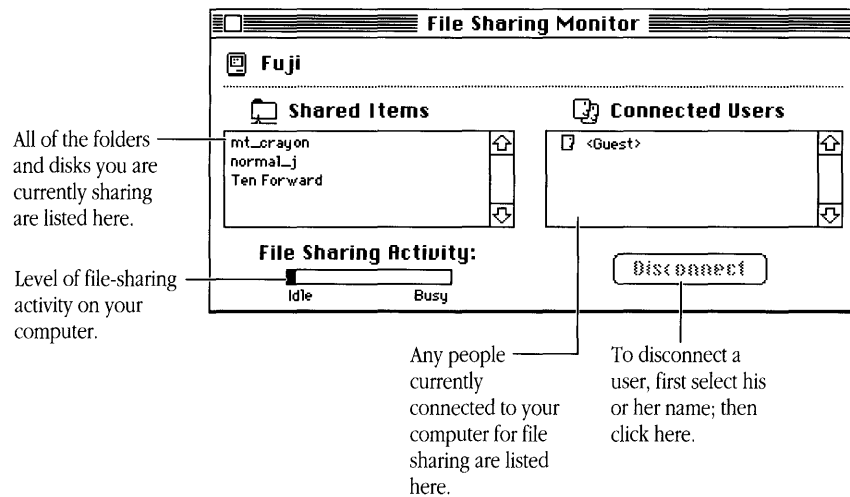 File Sharing Monitor
Fuji
Shared Items
Connected Users
mt_crayon
normal_j
Ten Forward
<Guest>
File Sharing Activity:
Idle
Busy
Disconnect
All of the folders
and disks you are
currently sharing
are listed here.
Level of file-sharing
activity on your
computer.
Any people
currently
connected to your
computer for file
sharing are listed
here.
To disconnect a
user, first select his
or her name; then
click here.